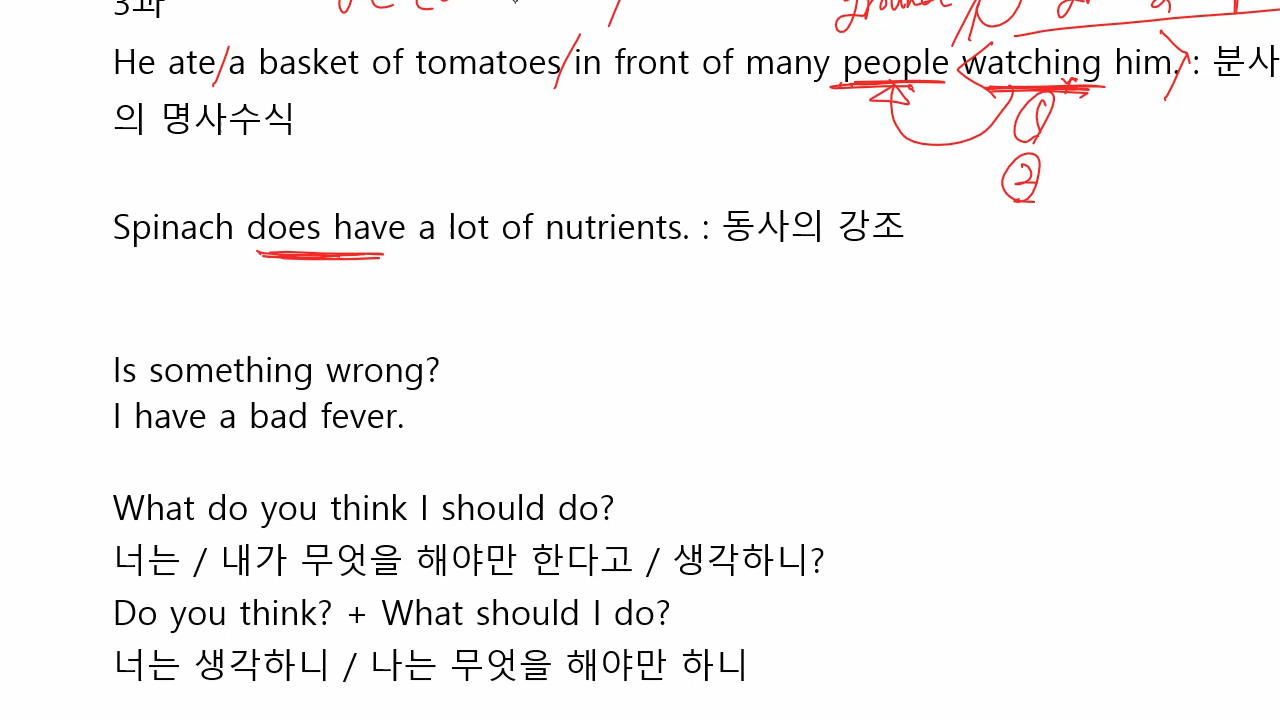 3과
He ate a basket of tomatoes in front of many people watching him. : 분사
의 명사수식
①
②
Spinach does have a lot of nutrients. : 동사의 강조
Is something wrong?
I have a bad fever.
What do you think I should do?
너는 / 내가 무엇을 해야만 한다고 / 생각하니?
Do you think? + What should I do?
너는 생각하니 / 나는 무엇을 해야만 하니